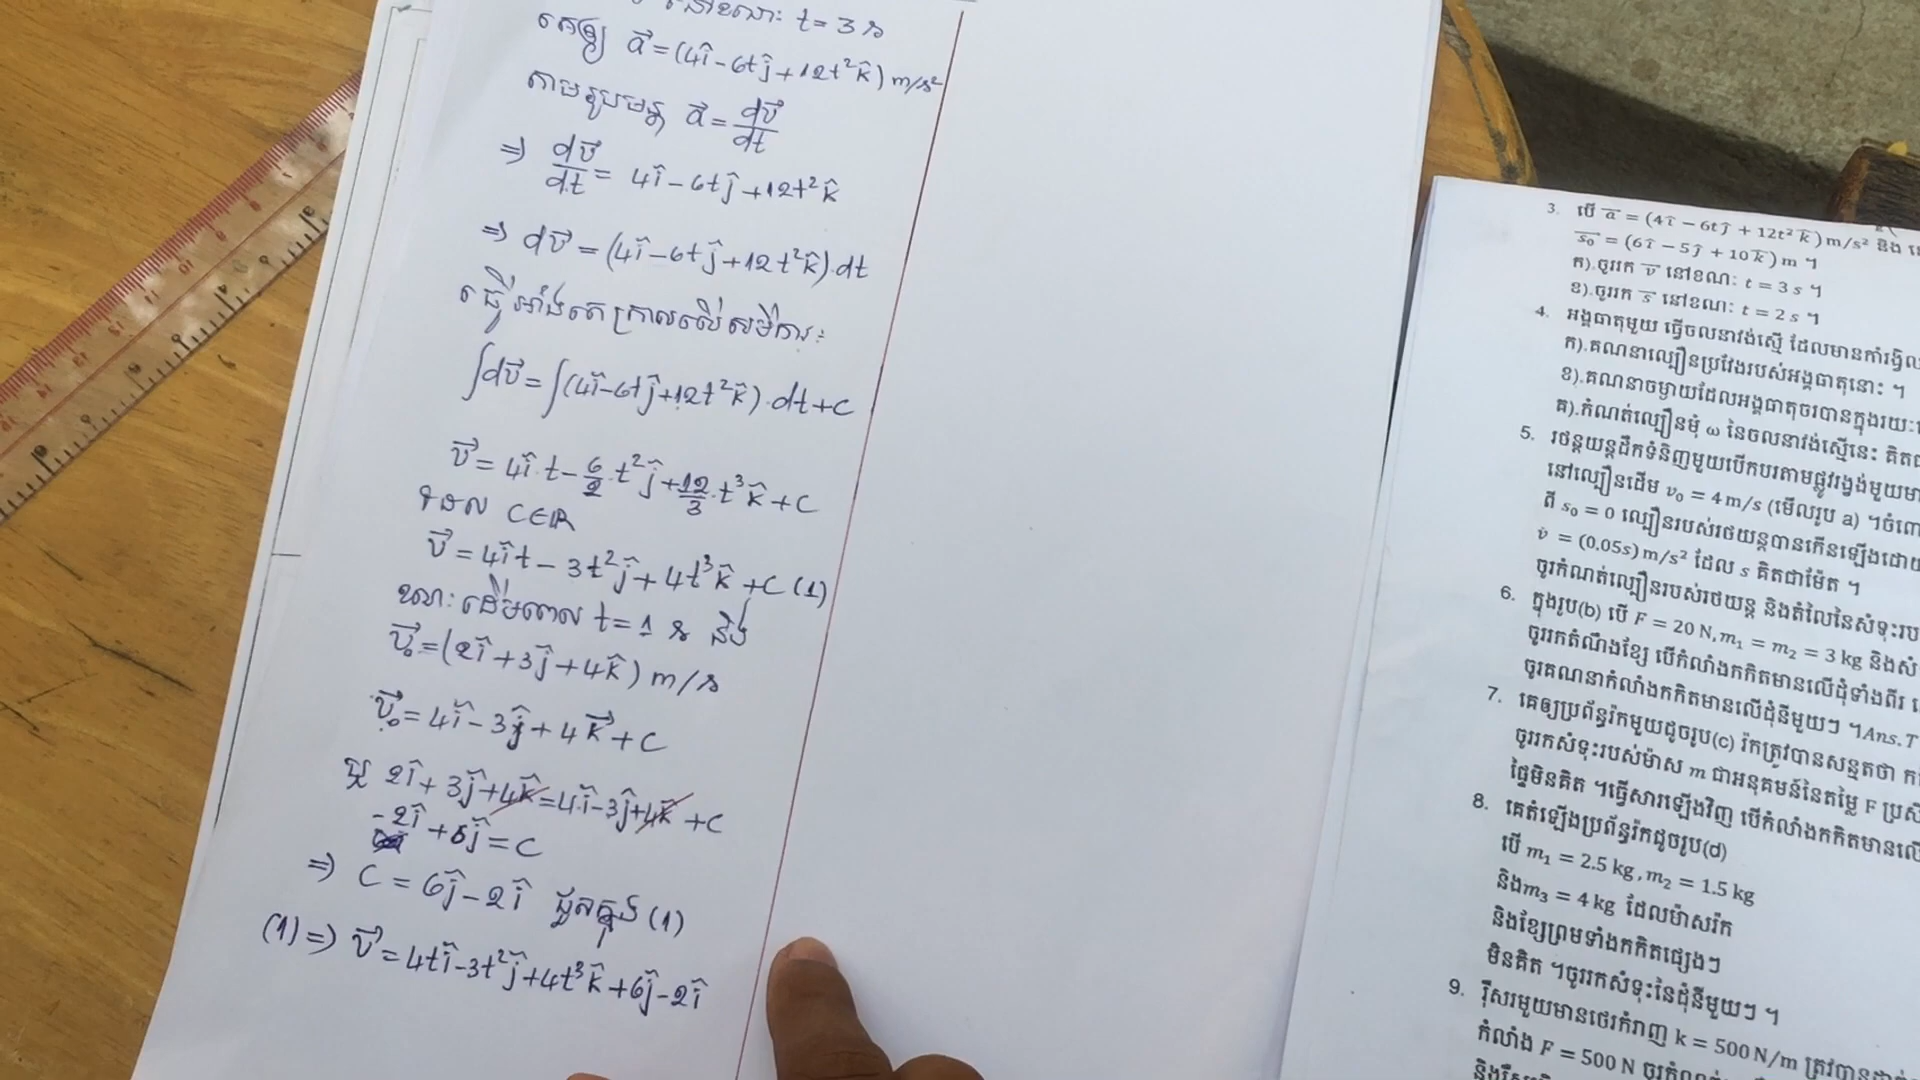 នៅខណៈ t = 3 s
គេឲ្យ a⃗ = (4î − 6tĵ + 12t²k̂) m/s²
តាមរូបមន្ត a⃗ = dv⃗/dt
⇒ dv⃗/dt = 4î − 6tĵ + 12t²k̂
⇒ dv⃗ = (4î − 6tĵ + 12t²k̂).dt
ធ្វើអាំងតេក្រាលលើសមីការ:
∫dv⃗ = ∫(4î − 6tĵ + 12t²k̂).dt + C
v⃗ = 4î.t − 6/2.t²ĵ + 12/3.t³k̂ + C
ដែល C∈IR
v⃗ = 4ît − 3t²ĵ + 4t³k̂ + C (1)
ខណៈដើមពេល t = 1 s និង
v⃗₀ = (2î + 3ĵ + 4k̂) m/s
v⃗₀ = 4î − 3ĵ + 4k⃗ + C
ឬ 2î + 3ĵ + 4k̂ = 4î − 3ĵ + 4k̂ + C
−2î + 6ĵ = C
⇒ C = 6ĵ − 2î ជួសក្នុង (1)
(1) ⇒ v⃗ = 4tî − 3t²ĵ + 4t³k̂ + 6ĵ − 2î
3. បើ a = (4i − 6tj + 12t² k) m/s² និង
s₀ = (6i − 5j + 10k) m ។
ក).ចូររក v នៅខណៈ t = 3 s ។
ខ).ចូររក s នៅខណៈ t = 2 s ។
4. អង្គធាតុមួយ ធ្វើចលនាវង់ស្មើ ដែលមានកាំរង្វិល
ក).គណនាល្បឿនប្រវែងរបស់អង្គធាតុនោះ ។
ខ).គណនាចម្ងាយដែលអង្គធាតុចរបានក្នុងរយៈ
គ).កំណត់ល្បឿនមុំ ω នៃចលនាវង់ស្មើនេះ គិត
5. រថន្តយន្តដឹកទំនិញមួយបើកបរតាមផ្លូវរង្វង់មួយ
នៅល្បឿនដើម v₀ = 4 m/s (មើលរូប a) ។ចំពោះ
ពី s₀ = 0 ល្បឿនរបស់រថយន្តបានកើនឡើងដោយ
v̇ = (0.05s) m/s² ដែល s គិតជាម៉ែត ។
ចូរកំណត់ល្បឿនរបស់រថយន្ត និងតំលៃនៃសំទុះ
6. ក្នុងរូប(b) បើ F = 20 N, m₁ = m₂ = 3 kg និង
ចូររកតំណឹងខ្សែ បើកំលាំងកកិតមានលើដុំទាំងពីរ
ចូរគណនាកំលាំងកកិតមានលើដុំនីមួយៗ ។Ans.T
7. គេឲ្យប្រព័ន្ធរ៉កមួយដូចរូប(c) រ៉កត្រូវបានសន្មតថា
ចូររកសំទុះរបស់ម៉ាស m ជាអនុគមន៍នៃតម្លៃ F
ផ្ទៃមិនគិត ។ធ្វើសារឡើងវិញ បើកំលាំងកកិតមានលើ
8. គេតំឡើងប្រព័ន្ធរ៉កដូចរូប(d)
បើ m₁ = 2.5 kg , m₂ = 1.5 kg
និងm₃ = 4 kg ដែលម៉ាសរ៉ក
និងខ្សែព្រមទាំងកកិតផ្សេងៗ
មិនគិត ។ចូររកសំទុះនៃដុំនីមួយៗ ។
9. រ៉ឺសរមួយមានថេរកំរាញ k = 500 N/m ត្រូវបាន
កំលាំង F = 500 N